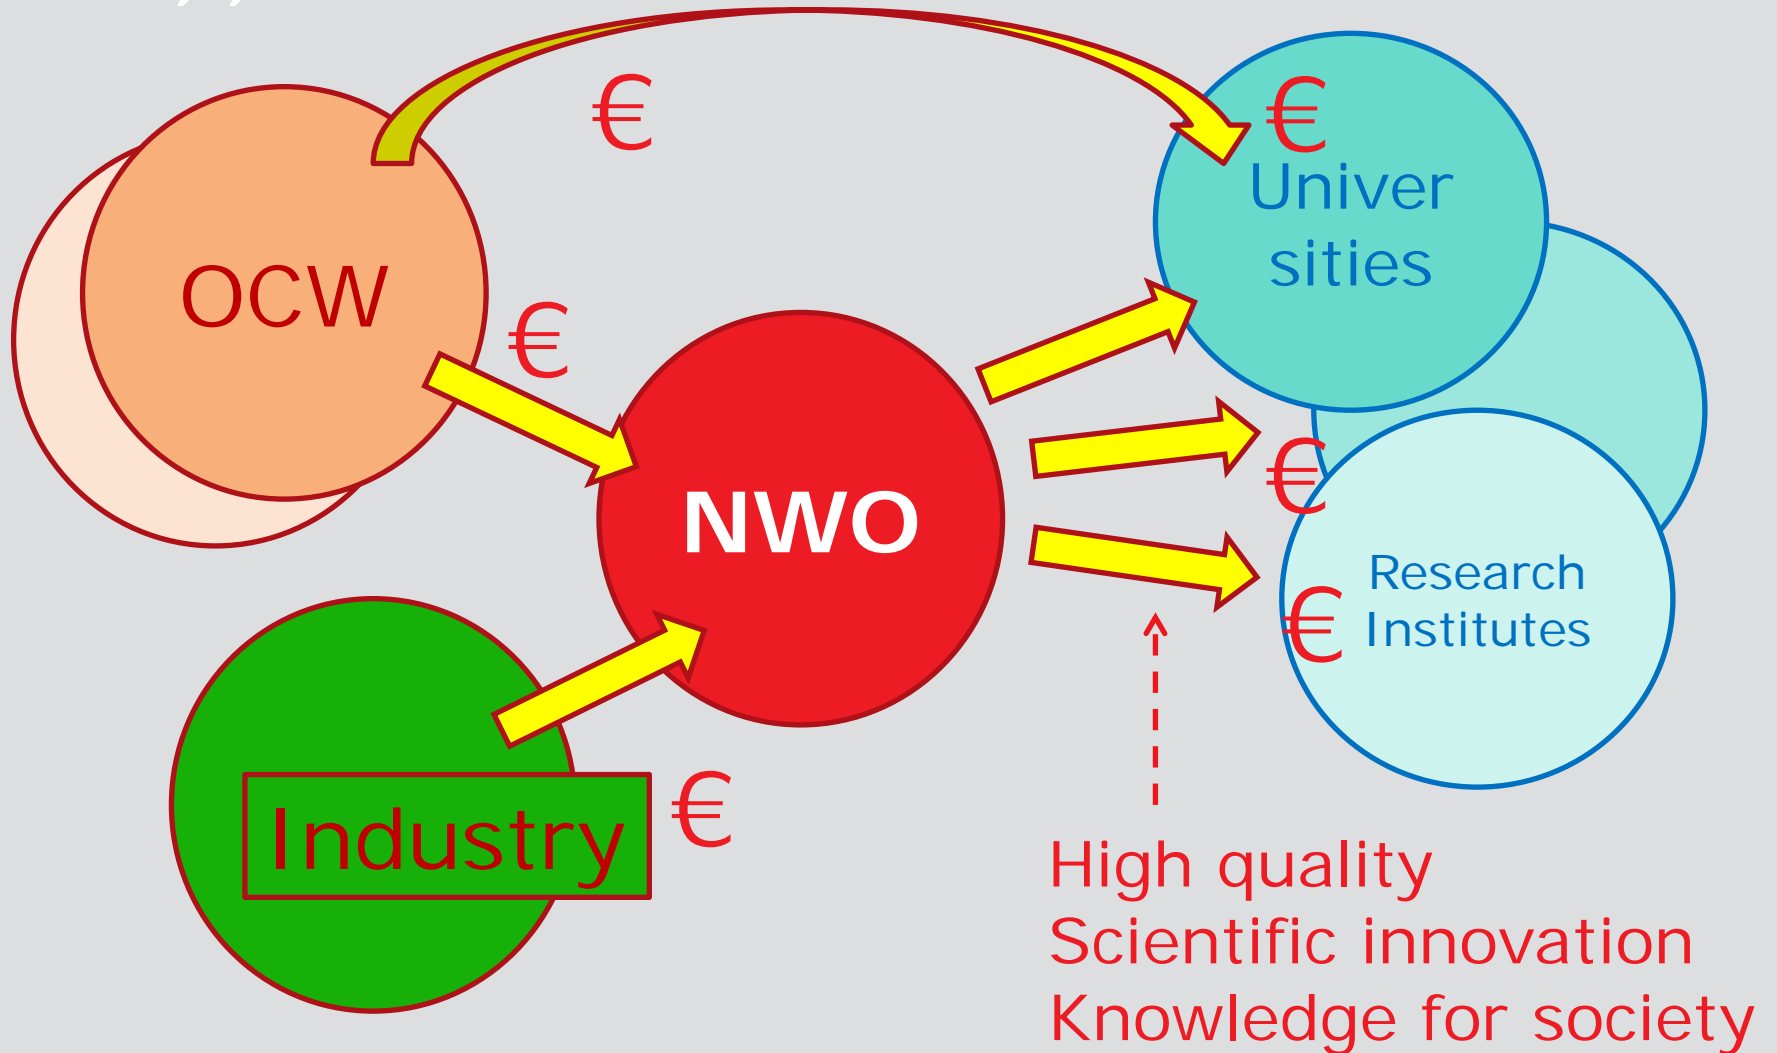 €
€
Univer
sities
OCW
€
NWO
€
Research
Institutes
€
Industry
€
High quality
Scientific innovation
Knowledge for society